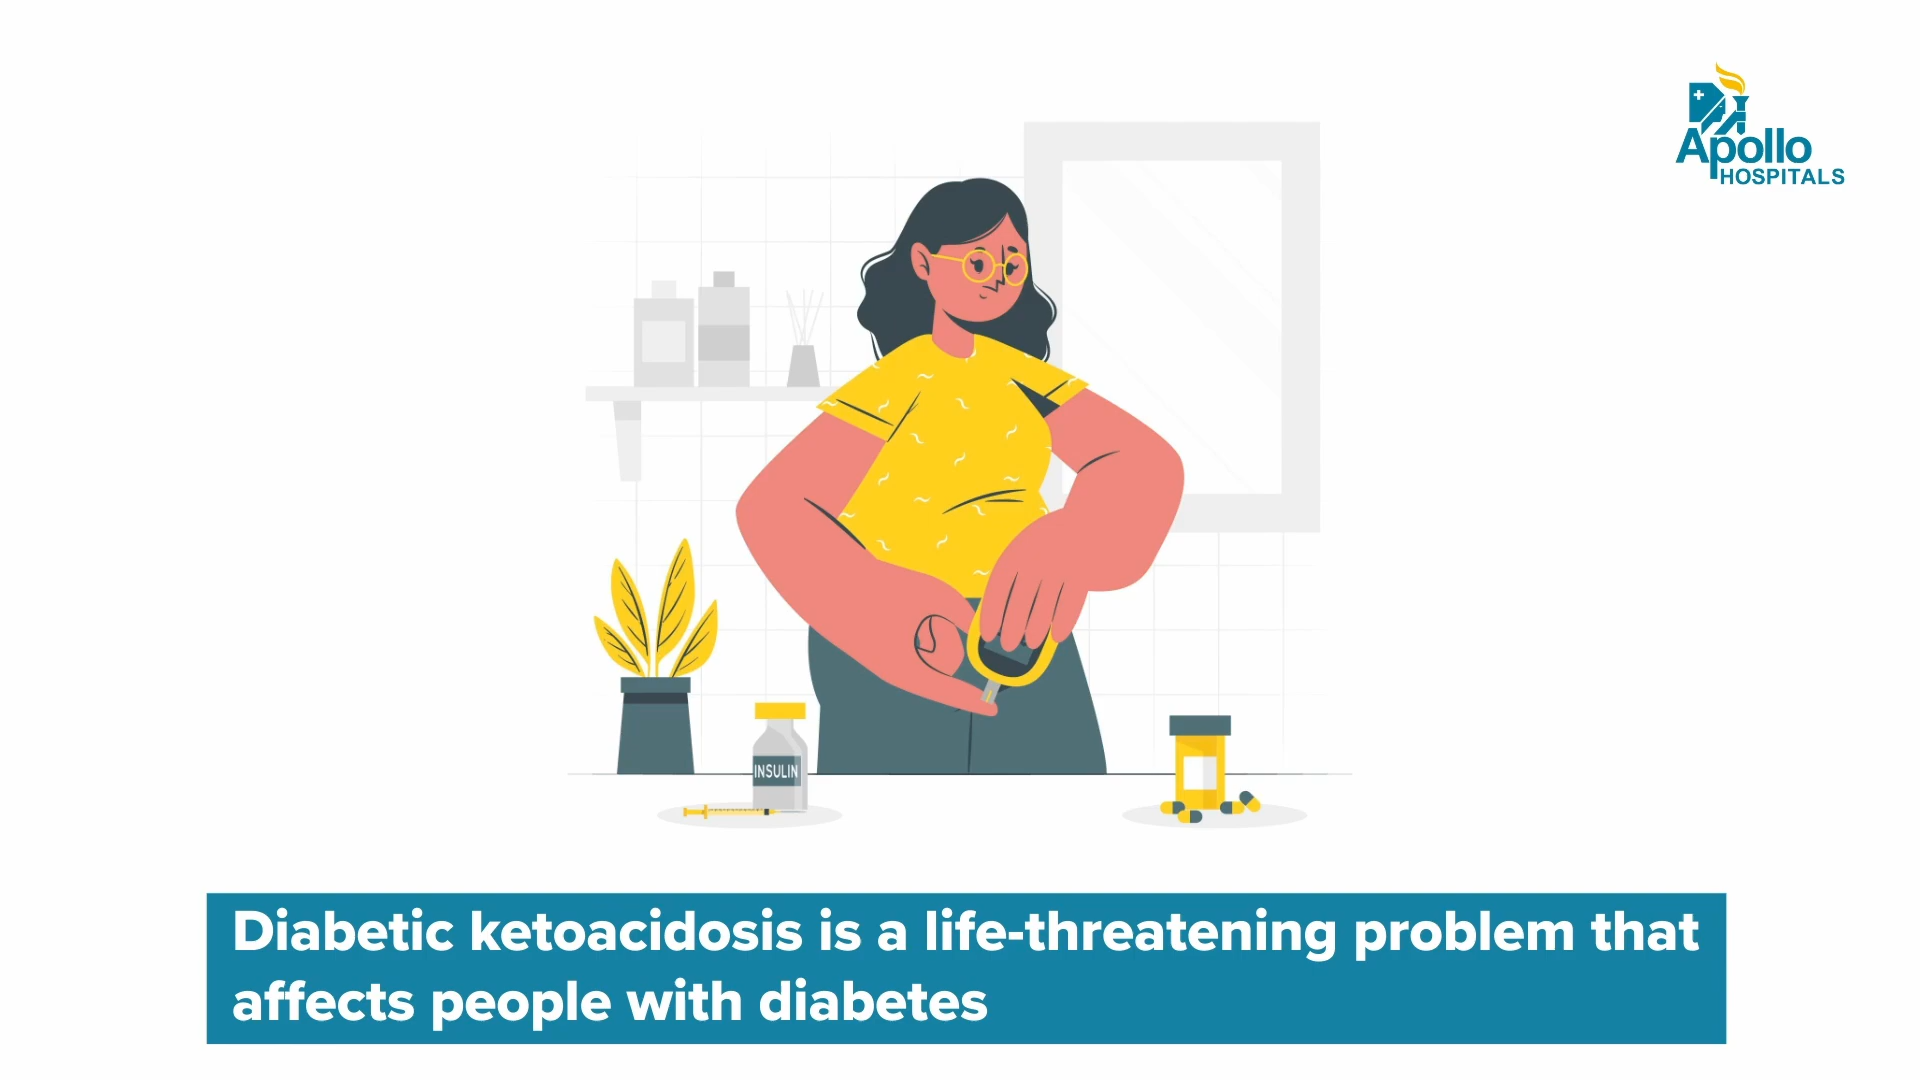 Apollo
HOSPITALS
INSULIN
Diabetic ketoacidosis is a life-threatening problem that
affects people with diabetes